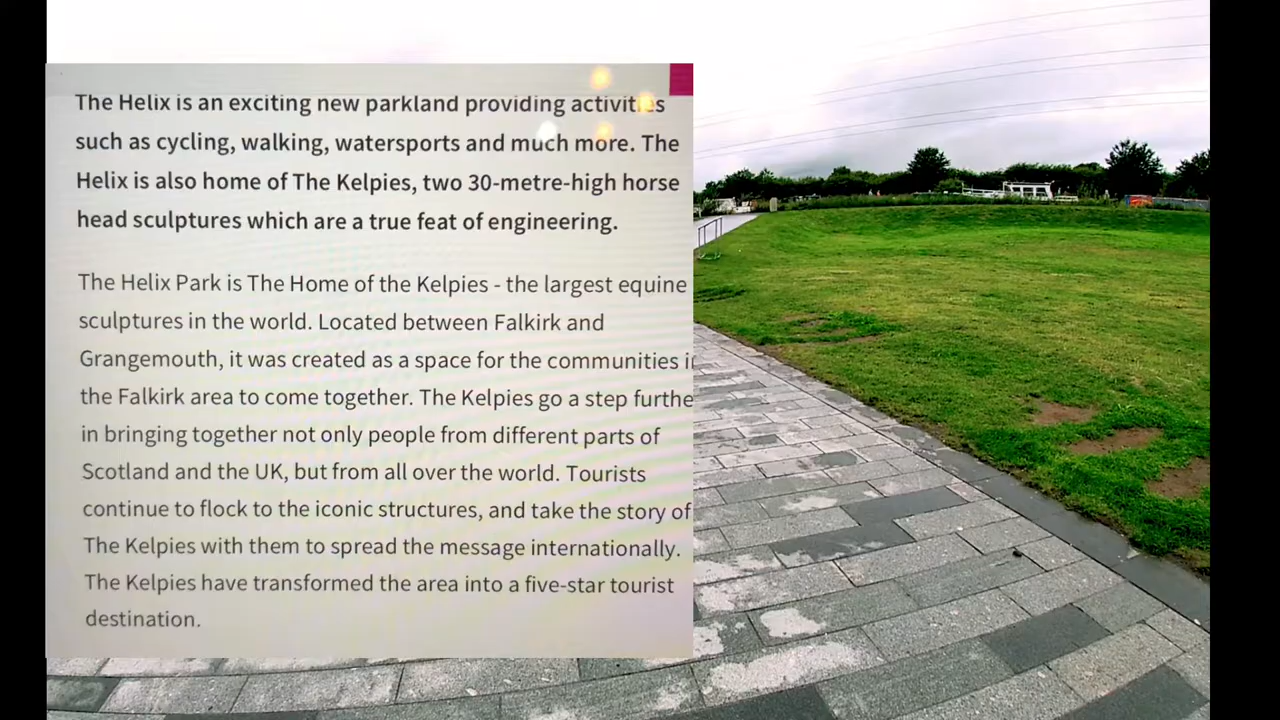 The Helix is an exciting new parkland providing activities
such as cycling, walking, watersports and much more. The
Helix is also home of The Kelpies, two 30-metre-high horse
head sculptures which are a true feat of engineering.
The Helix Park is The Home of the Kelpies - the largest equine
sculptures in the world. Located between Falkirk and
Grangemouth, it was created as a space for the communities in
the Falkirk area to come together. The Kelpies go a step furthe
in bringing together not only people from different parts of
Scotland and the UK, but from all over the world. Tourists
continue to flock to the iconic structures, and take the story of
The Kelpies with them to spread the message internationally.
The Kelpies have transformed the area into a five-star tourist
destination.